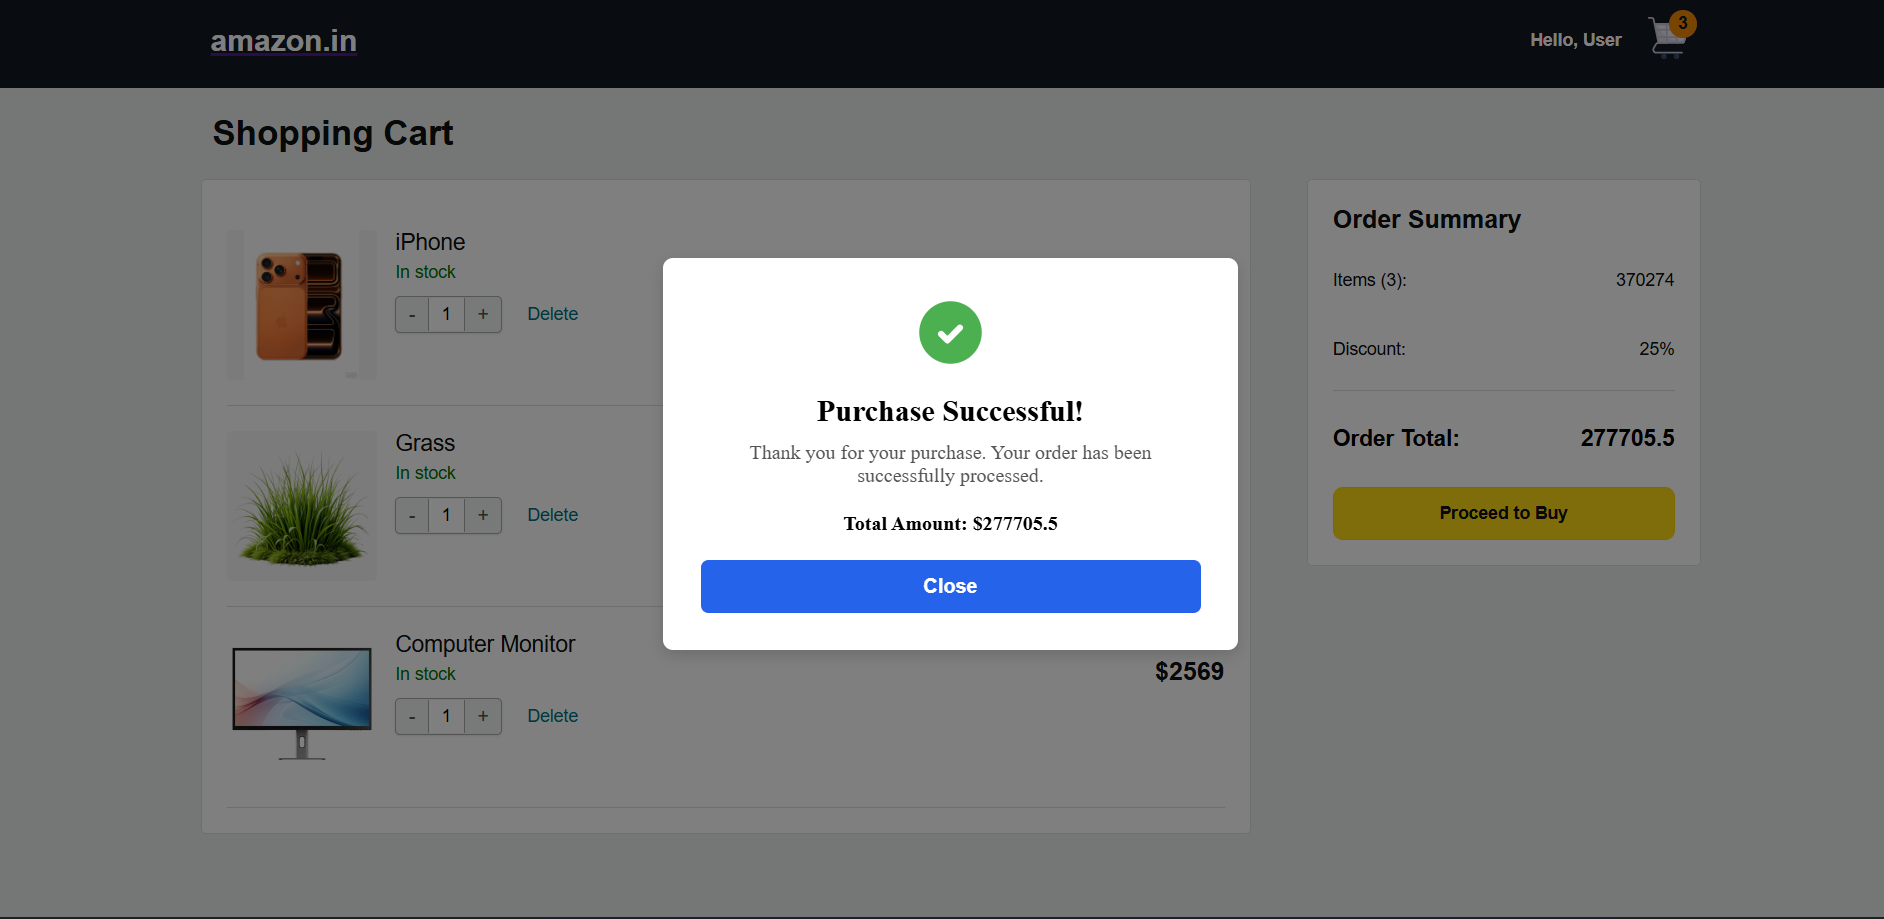 amazon.in
Hello, User
3
Shopping Cart
iPhone
In stock
- 1 + Delete
Grass
In stock
- 1 + Delete
Computer Monitor
In stock
$2569
- 1 + Delete
Order Summary
Items (3): 370274
Discount: 25%
Order Total: 277705.5
Proceed to Buy
Purchase Successful!
Thank you for your purchase. Your order has been
successfully processed.
Total Amount: $277705.5
Close